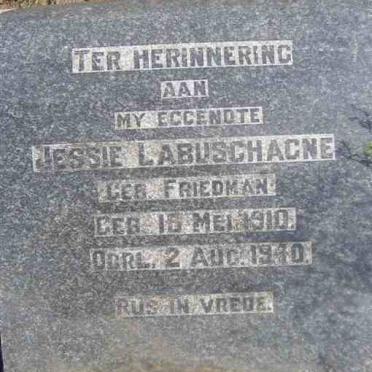 TER HERINNERING
AAN
MY EGGENOTE
JESSIE LABUSCHAGNE
GEB. FRIEDMAN
GEB. 15 MEI 1910.
OORL. 2 AUG. 1940.
RUS IN VREDE.